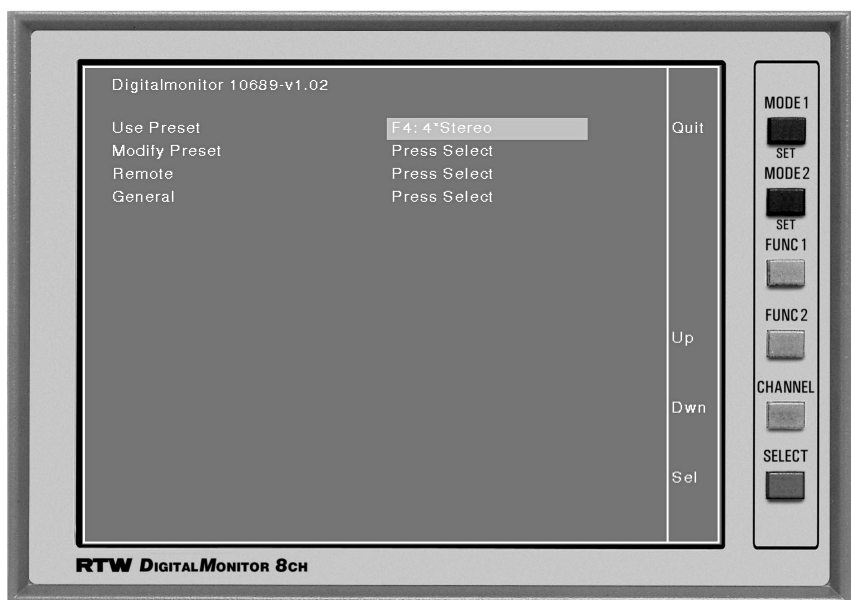 Digitalmonitor 10689-v1.02
Use Preset F4: 4*Stereo
Modify Preset Press Select
Remote Press Select
General Press Select
Quit
Up
Dwn
Sel
MODE 1
SET
MODE 2
SET
FUNC 1
FUNC 2
CHANNEL
SELECT
RTW DIGITALMONITOR 8CH